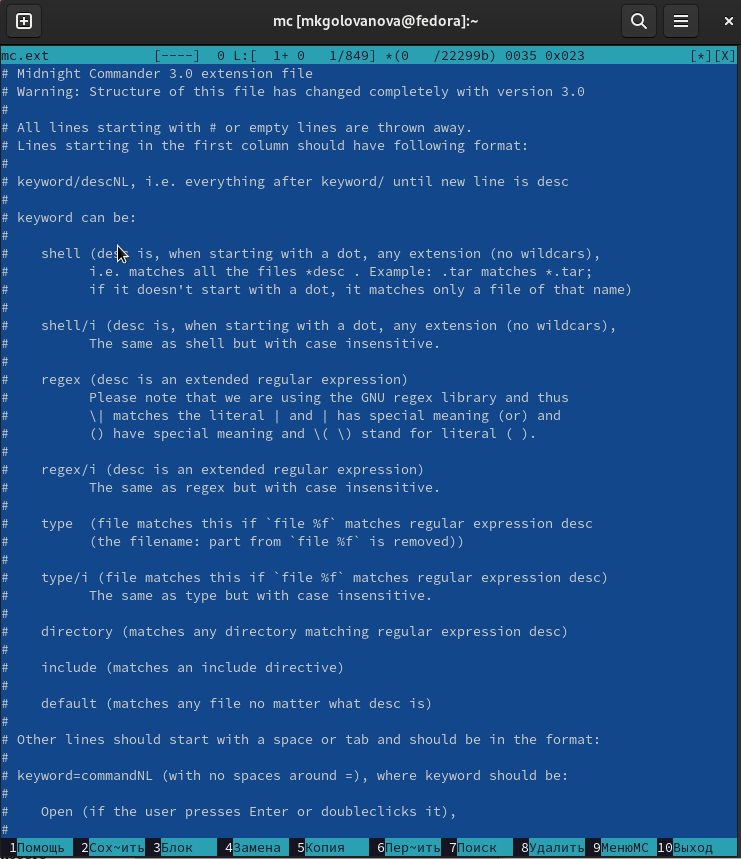 mc [mkgolovanova@fedora]:~
mc.ext [----] 0 L:[ 1+ 0 1/849] *(0 /22299b) 0035 0x023 [*][X]
# Midnight Commander 3.0 extension file
# Warning: Structure of this file has changed completely with version 3.0
#
# All lines starting with # or empty lines are thrown away.
# Lines starting in the first column should have following format:
#
# keyword/descNL, i.e. everything after keyword/ until new line is desc
#
# keyword can be:
#
#    shell (desc is, when starting with a dot, any extension (no wildcars),
#          i.e. matches all the files *desc . Example: .tar matches *.tar;
#          if it doesn't start with a dot, it matches only a file of that name)
#
#    shell/i (desc is, when starting with a dot, any extension (no wildcars),
#          The same as shell but with case insensitive.
#
#    regex (desc is an extended regular expression)
#          Please note that we are using the GNU regex library and thus
#          \| matches the literal | and | has special meaning (or) and
#          () have special meaning and \( \) stand for literal ( ).
#
#    regex/i (desc is an extended regular expression)
#          The same as regex but with case insensitive.
#
#    type  (file matches this if `file %f` matches regular expression desc
#          (the filename: part from `file %f` is removed))
#
#    type/i (file matches this if `file %f` matches regular expression desc)
#          The same as type but with case insensitive.
#
#    directory (matches any directory matching regular expression desc)
#
#    include (matches an include directive)
#
#    default (matches any file no matter what desc is)
#
# Other lines should start with a space or tab and should be in the format:
#
# keyword=commandNL (with no spaces around =), where keyword should be:
#
#    Open (if the user presses Enter or doubleclicks it),
#
1Помощь 2Сох~ить 3Блок 4Замена 5Копия 6Пер~ить 7Поиск 8Удалить 9МенюМС 10Выход